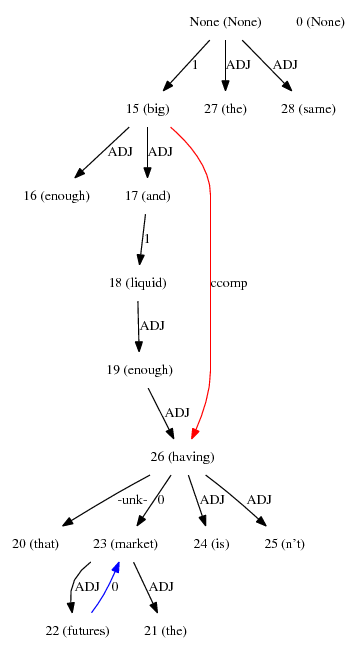 None (None) 0 (None)
1 ADJ ADJ
15 (big) 27 (the) 28 (same)
ADJ ADJ
16 (enough) 17 (and)
1
18 (liquid) ccomp
ADJ
19 (enough)
ADJ
26 (having)
-unk- 0 ADJ ADJ
20 (that) 23 (market) 24 (is) 25 (n't)
ADJ 0 ADJ
22 (futures) 21 (the)